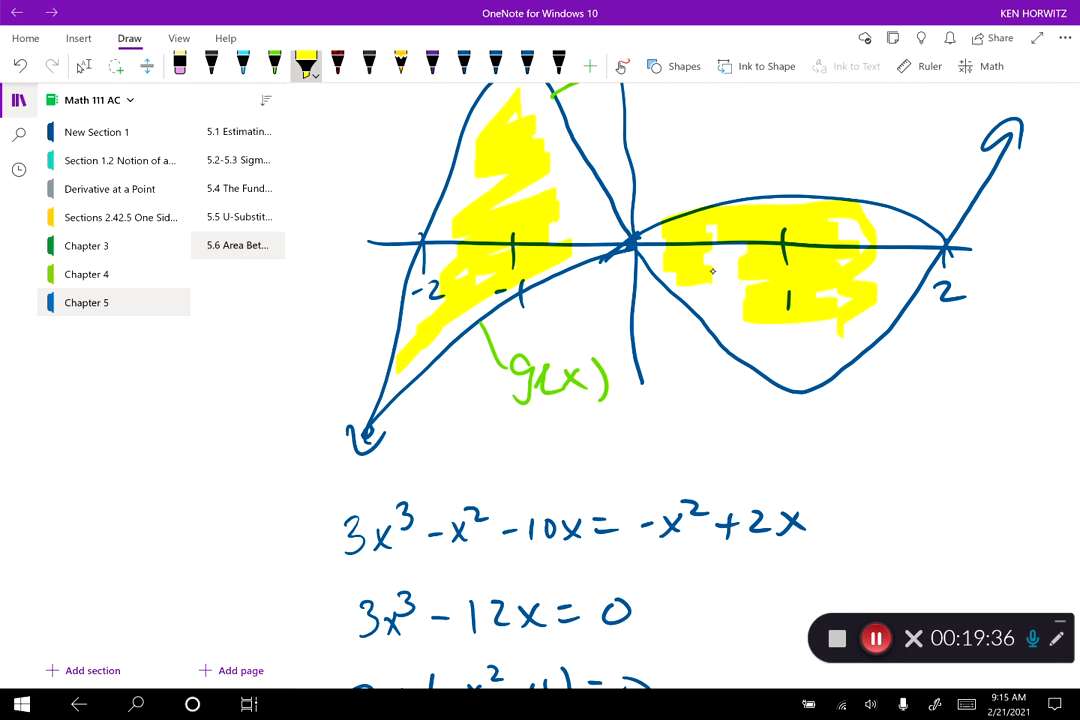 OneNote for Windows 10
KEN HORWITZ
Home Insert Draw View Help
Share
Shapes Ink to Shape Ink to Text Ruler Math
Math 111 AC
New Section 1
Section 1.2 Notion of a...
Derivative at a Point
Sections 2.42.5 One Sid...
Chapter 3
Chapter 4
Chapter 5
5.1 Estimatin...
5.2-5.3 Sigm...
5.4 The Fund...
5.5 U-Substit...
5.6 Area Bet...
-2 -1 1 2
g(x)
3x³ - x² - 10x = -x² + 2x
3x³ - 12x = 0
+ Add section + Add page
00:19:36
9:15 AM
2/21/2021